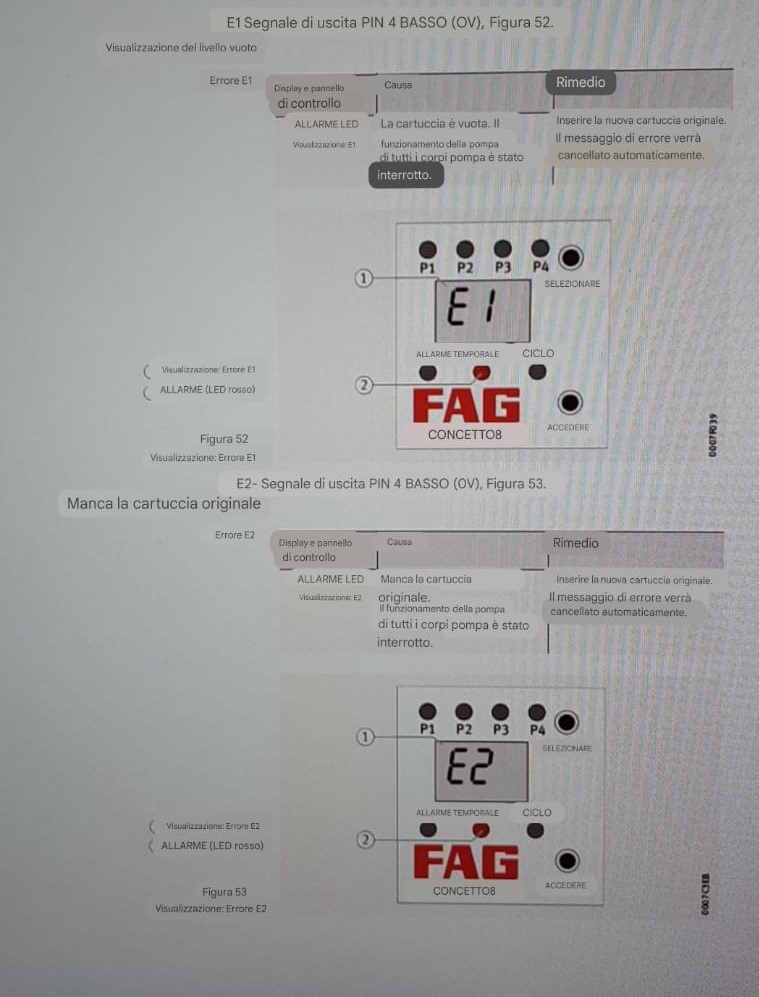 E1 Segnale di uscita PIN 4 BASSO (OV), Figura 52.
Visualizzazione del livello vuoto
Errore E1
Display e pannello di controllo
Causa
Rimedio
ALLARME LED
Visualizzazione: E1
La cartuccia è vuota. Il
funzionamento della pompa
di tutti i corpi pompa è stato
interrotto.
Inserire la nuova cartuccia originale.
Il messaggio di errore verrà
cancellato automaticamente.
P1 P2 P3 P4
SELEZIONARE
1
E1
ALLARME TEMPORALE CICLO
2
FAG
CONCETTO8
ACCEDERE
( Visualizzazione: Errore E1
( ALLARME (LED rosso)
Figura 52
Visualizzazione: Errore E1
0007F039
E2- Segnale di uscita PIN 4 BASSO (OV), Figura 53.
Manca la cartuccia originale
Errore E2
Display e pannello
di controllo
Causa
Rimedio
ALLARME LED
Visualizzazione: E2
Manca la cartuccia
originale.
Il funzionamento della pompa
di tutti i corpi pompa è stato
interrotto.
Inserire la nuova cartuccia originale.
Il messaggio di errore verrà
cancellato automaticamente.
P1 P2 P3 P4
SELEZIONARE
1
E2
ALLARME TEMPORALE CICLO
2
FAG
CONCETTO8
ACCEDERE
( Visualizzazione: Errore E2
( ALLARME (LED rosso)
Figura 53
Visualizzazione: Errore E2